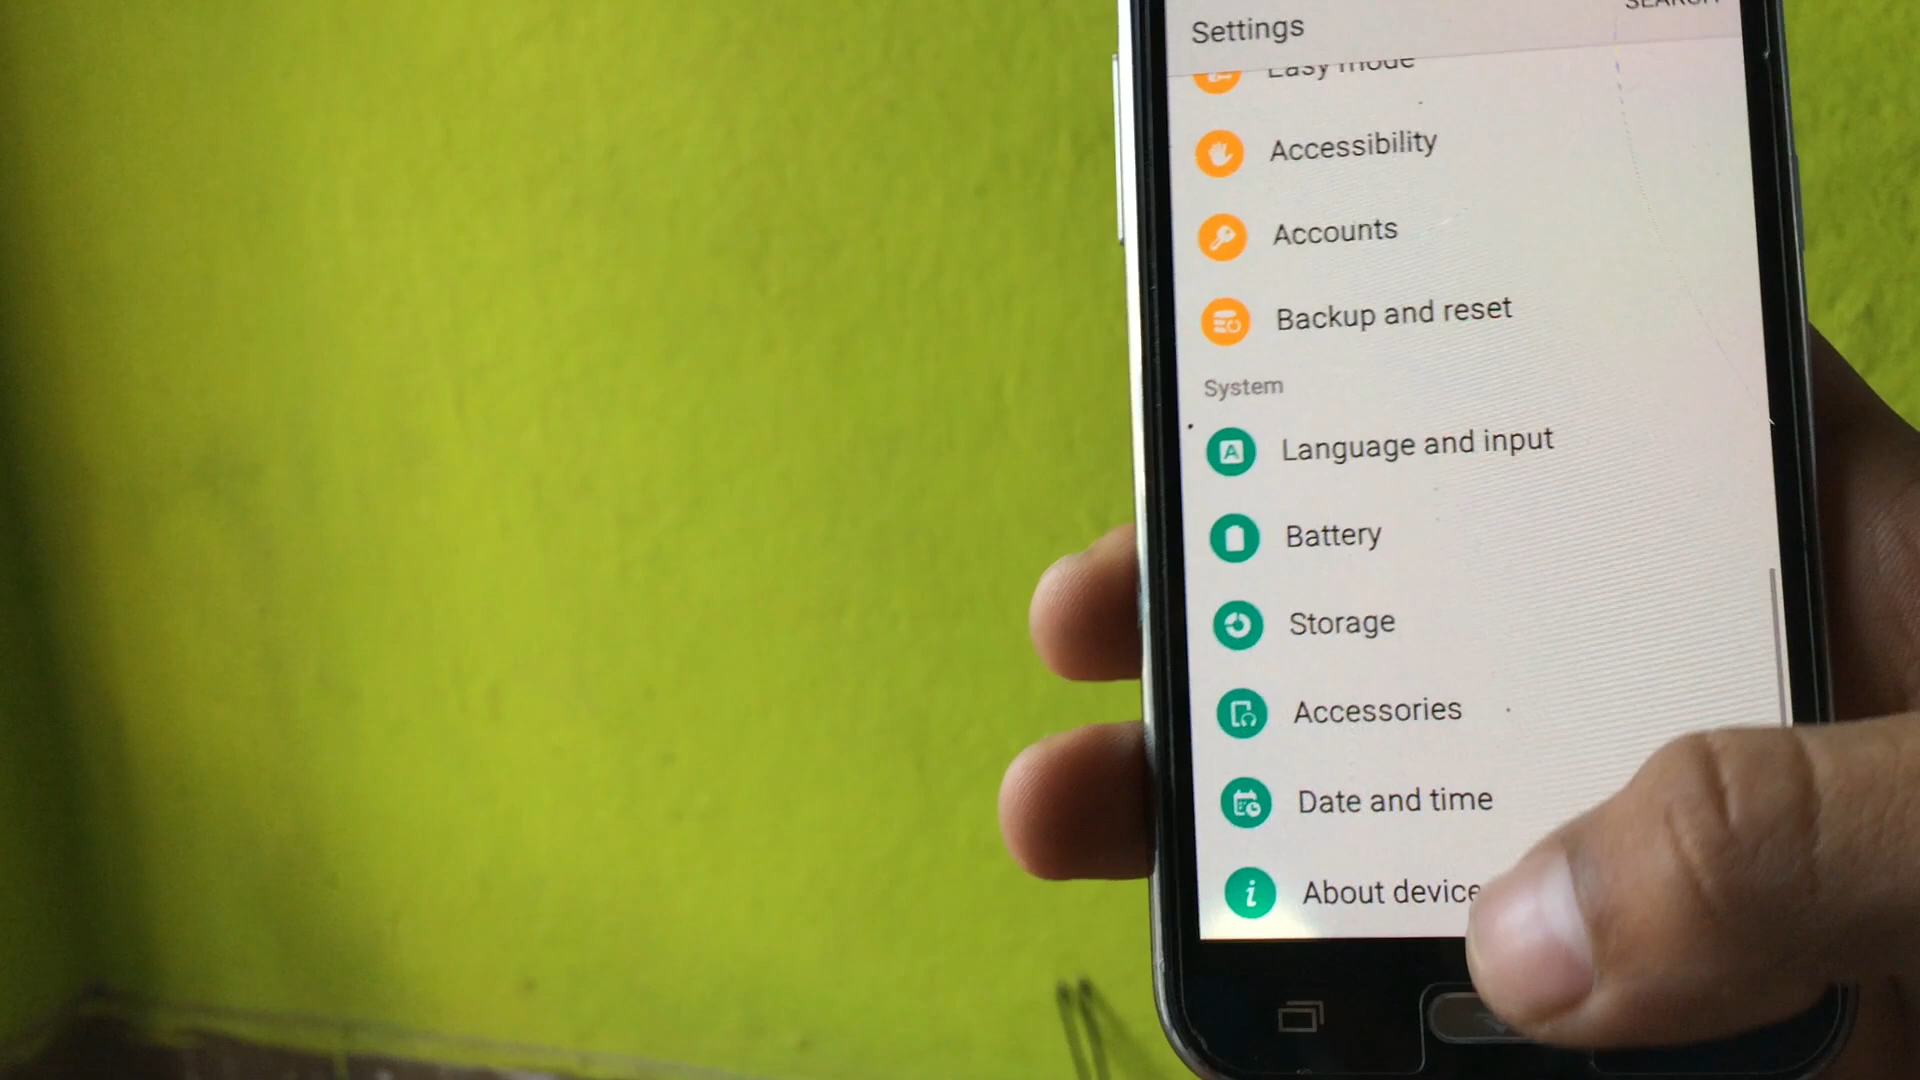 SEARCH
Settings
Easy mode
Accessibility
Accounts
Backup and reset
System
Language and input
Battery
Storage
Accessories
Date and time
About device